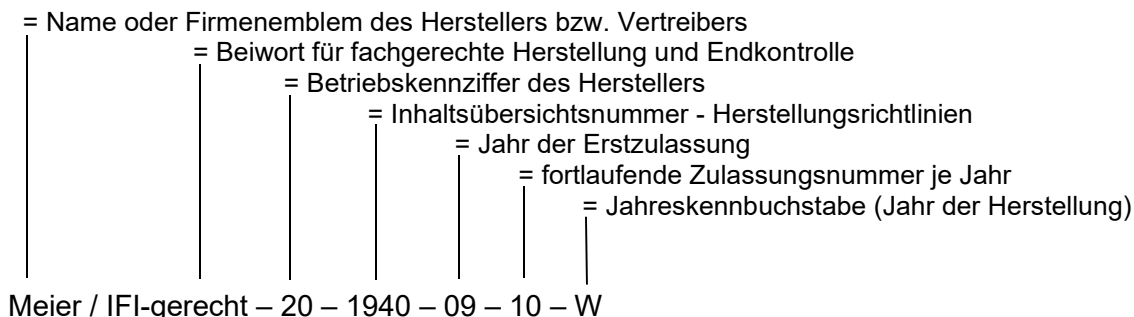 = Name oder Firmenemblem des Herstellers bzw. Vertreibers
= Beiwort für fachgerechte Herstellung und Endkontrolle
= Betriebskennziffer des Herstellers
= Inhaltsübersichtsnummer - Herstellungsrichtlinien
= Jahr der Erstzulassung
= fortlaufende Zulassungsnummer je Jahr
= Jahreskennbuchstabe (Jahr der Herstellung)
Meier / IFI-gerecht – 20 – 1940 – 09 – 10 – W